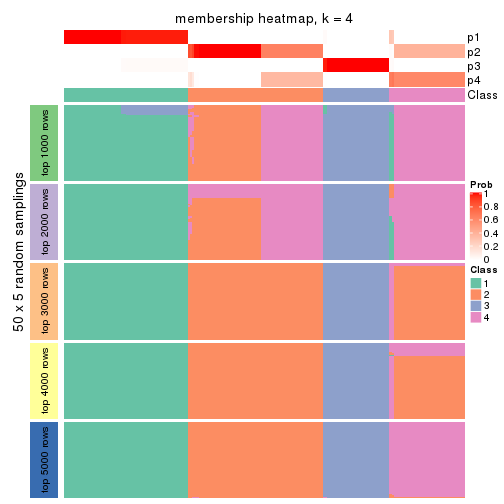 membership heatmap, k = 4
p1
p2
p3
p4
Class
50 x 5 random samplings
top 1000 rows
top 2000 rows
top 3000 rows
top 4000 rows
top 5000 rows
Prob
1
0.8
0.6
0.4
0.2
0
Class
1
2
3
4